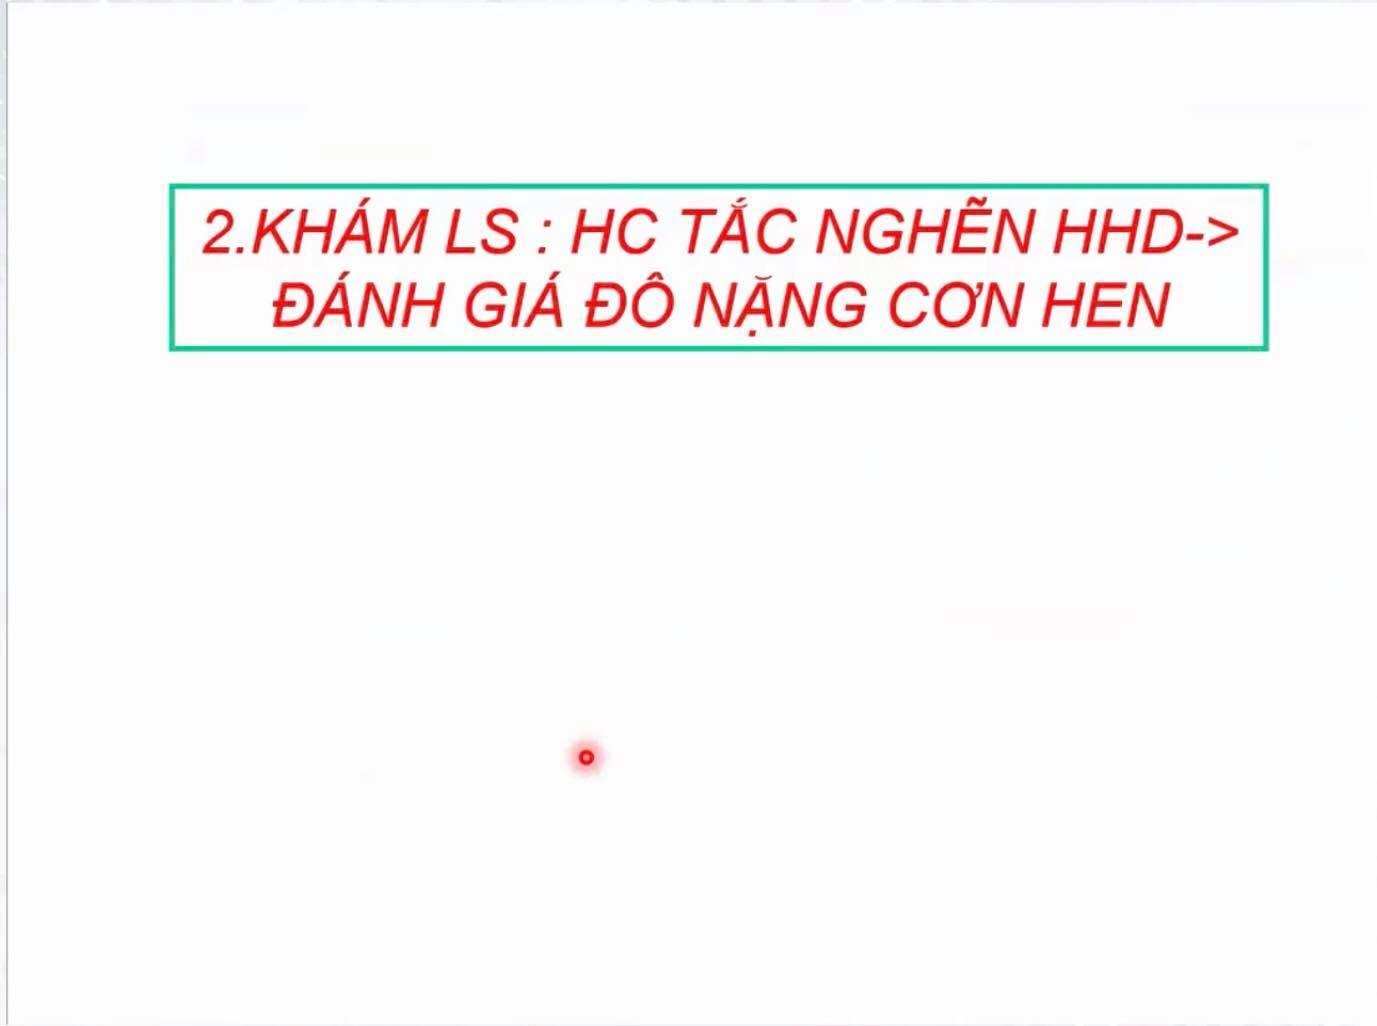 2.KHÁM LS : HC TẮC NGHẼN HHD->
ĐÁNH GIÁ ĐÔ NẶNG CƠN HEN